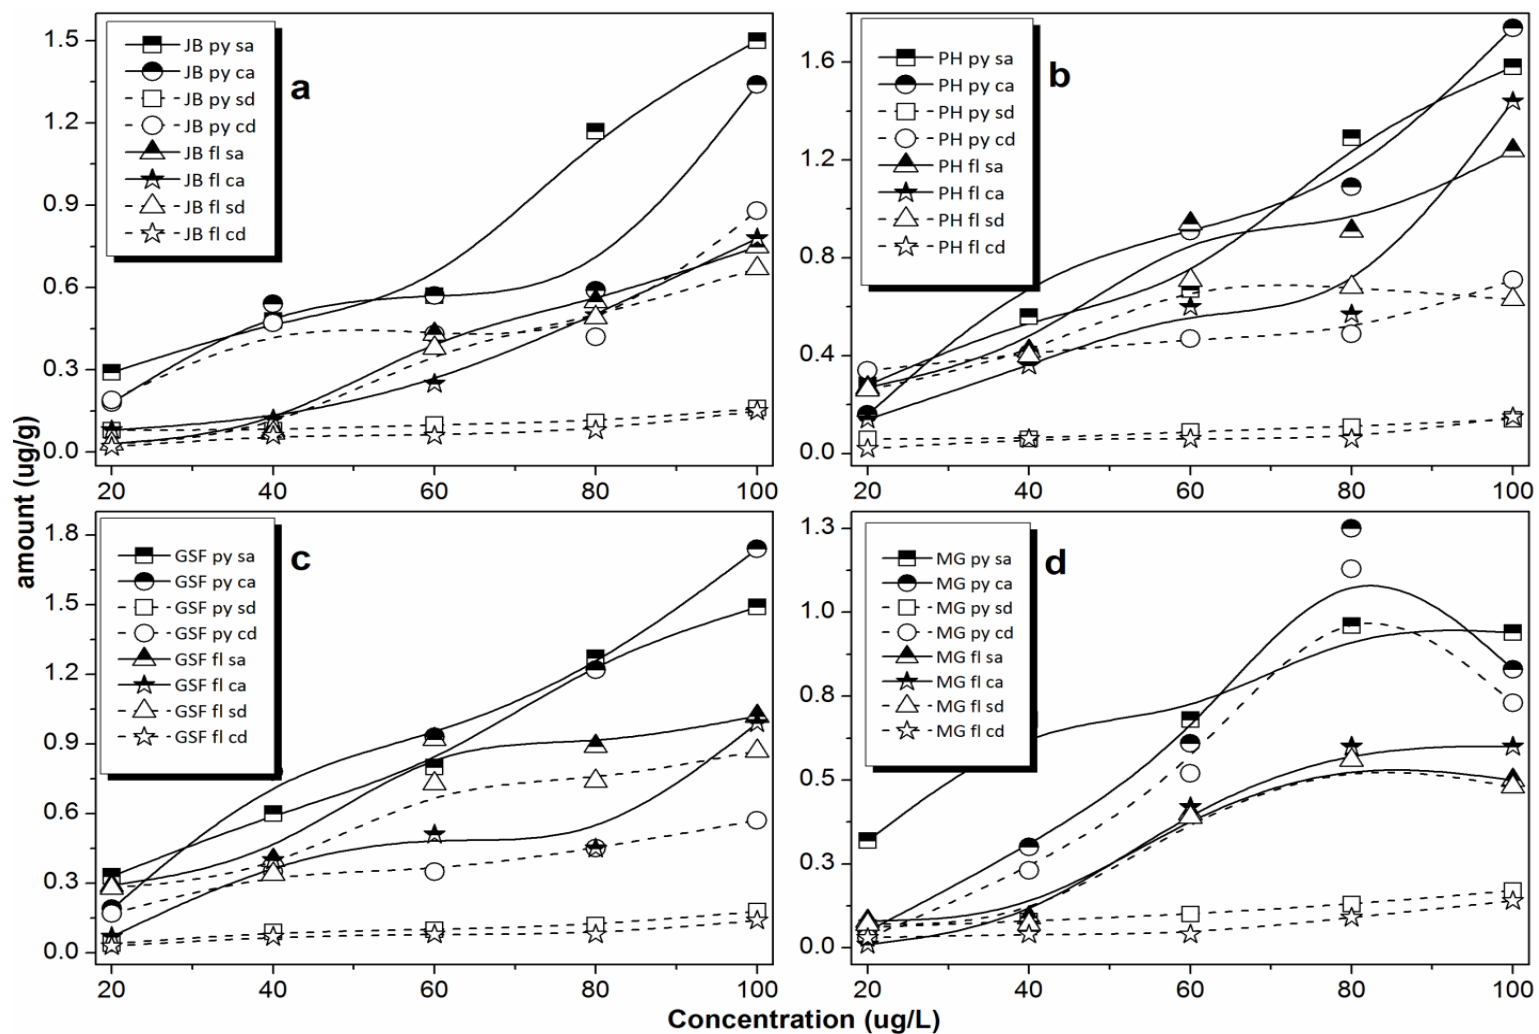 1.5
1.2
0.9
0.6
0.3
0.0
JB py sa
JB py ca
JB py sd
JB py cd
JB fl sa
JB fl ca
JB fl sd
JB fl cd
a
20 40 60 80 100
1.6
1.2
0.8
0.4
0.0
PH py sa
PH py ca
PH py sd
PH py cd
PH fl sa
PH fl ca
PH fl sd
PH fl cd
b
20 40 60 80 100
amount (ug/g)
1.8
1.5
1.2
0.9
0.6
0.3
0.0
GSF py sa
GSF py ca
GSF py sd
GSF py cd
GSF fl sa
GSF fl ca
GSF fl sd
GSF fl cd
c
20 40 60 80 100
1.3
1.0
0.8
0.5
0.3
0.0
MG py sa
MG py ca
MG py sd
MG py cd
MG fl sa
MG fl ca
MG fl sd
MG fl cd
d
20 40 60 80 100
Concentration (ug/L)